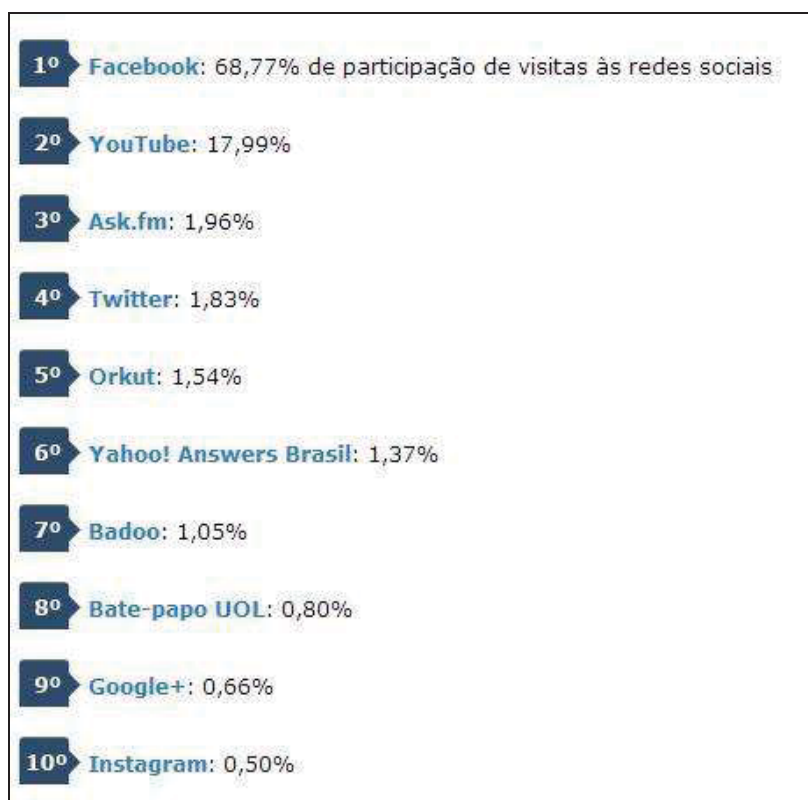 1º Facebook: 68,77% de participação de visitas às redes sociais
2º YouTube: 17,99%
3º Ask.fm: 1,96%
4º Twitter: 1,83%
5º Orkut: 1,54%
6º Yahoo! Answers Brasil: 1,37%
7º Badoo: 1,05%
8º Bate-papo UOL: 0,80%
9º Google+: 0,66%
10º Instagram: 0,50%